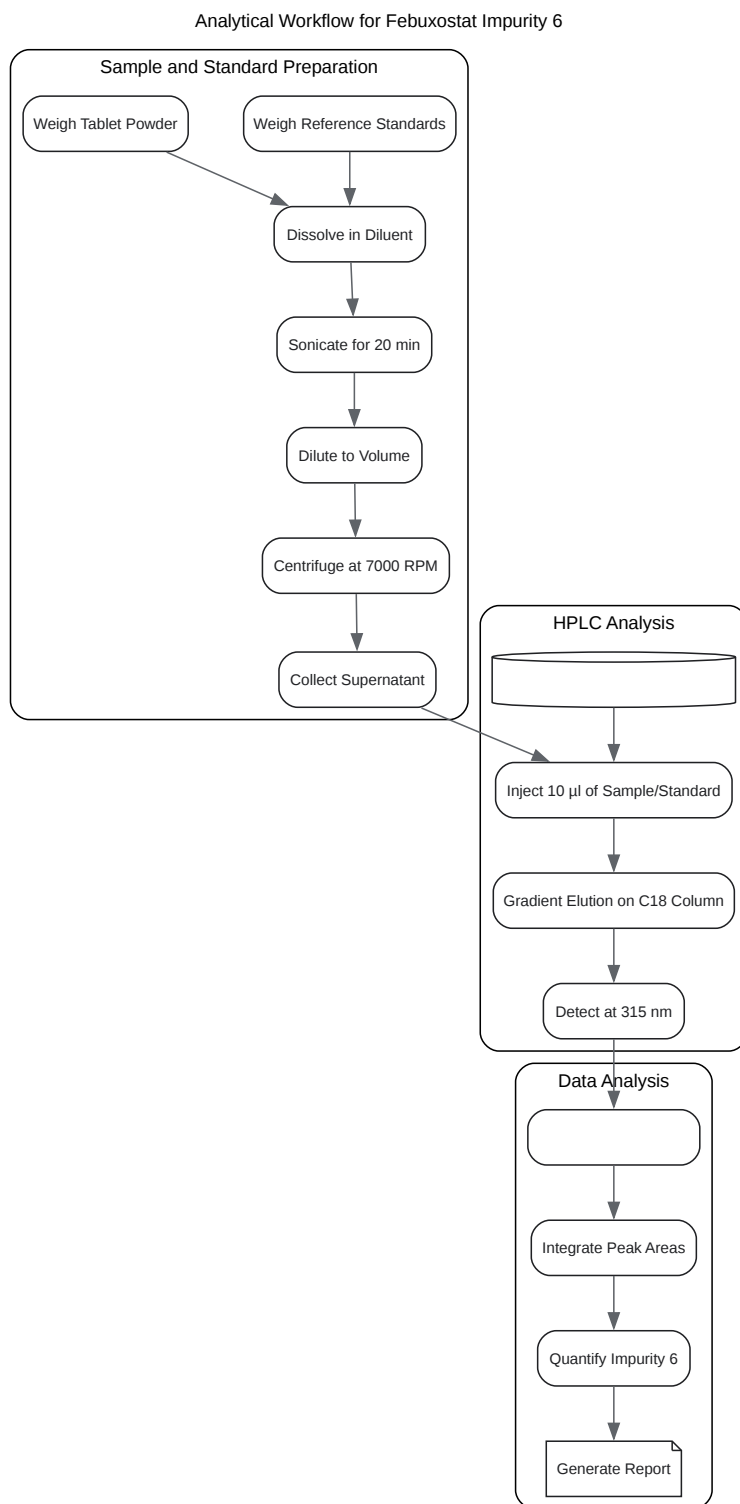 Analytical Workflow for Febuxostat Impurity 6
Sample and Standard Preparation
Weigh Tablet Powder
Weigh Reference Standards
Dissolve in Diluent
Sonicate for 20 min
Dilute to Volume
Centrifuge at 7000 RPM
Collect Supernatant
HPLC Analysis
Inject 10 µl of Sample/Standard
Gradient Elution on C18 Column
Detect at 315 nm
Data Analysis
Integrate Peak Areas
Quantify Impurity 6
Generate Report